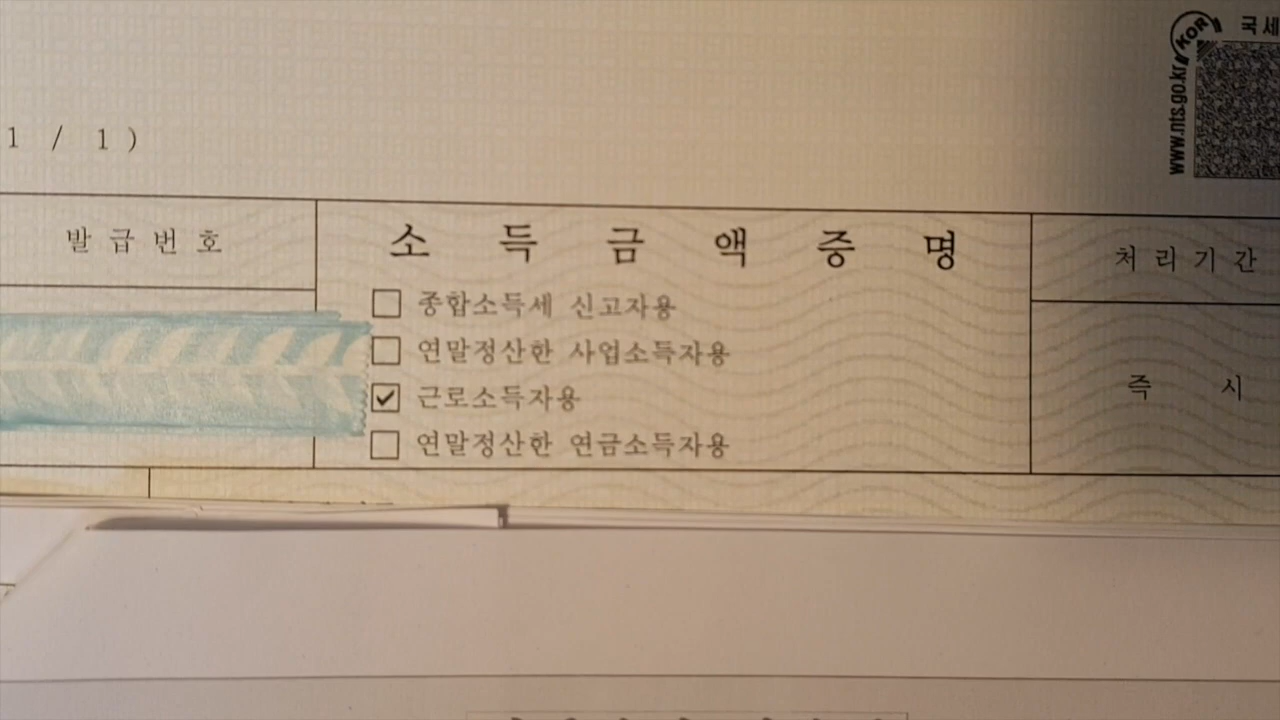 KOR 국세
www.nts.go.kr
1 / 1 )
발급번호
소득금액증명
처리기간
종합소득세 신고자용
연말정산한 사업소득자용
근로소득자용
즉시
연말정산한 연금소득자용